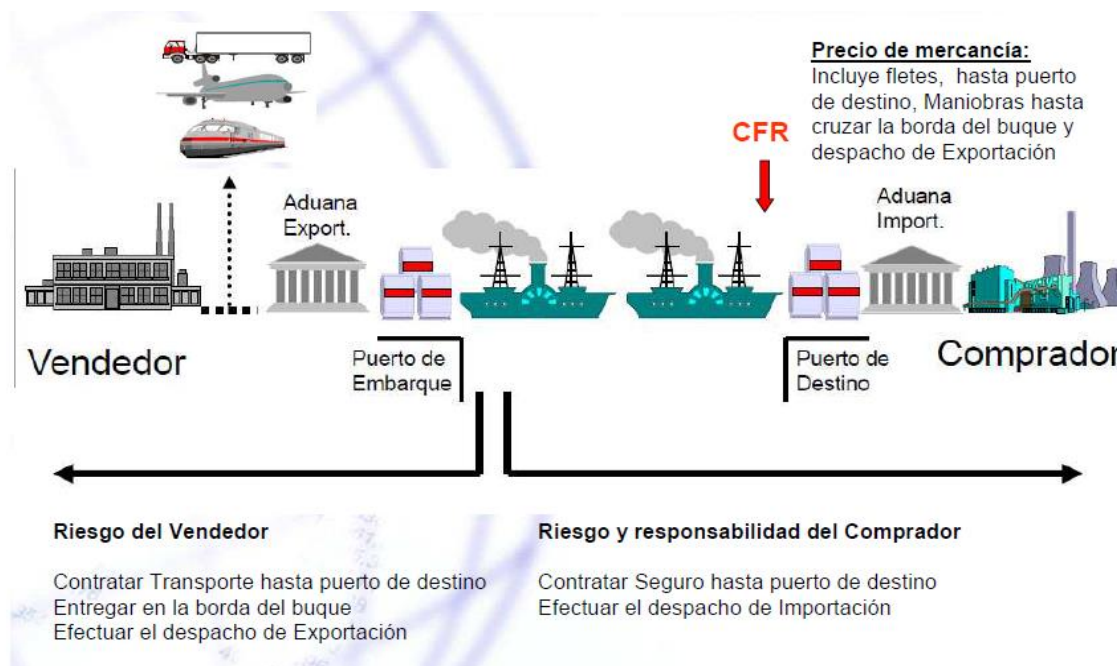 Precio de mercancía:
Incluye fletes, hasta puerto
de destino, Maniobras hasta
cruzar la borda del buque y
despacho de Exportación
CFR
Aduana
Export.
Aduana
Import.
Vendedor
Puerto de
Embarque
Puerto de
Destino
Comprador
Riesgo del Vendedor
Contratar Transporte hasta puerto de destino
Entregar en la borda del buque
Efectuar el despacho de Exportación
Riesgo y responsabilidad del Comprador
Contratar Seguro hasta puerto de destino
Efectuar el despacho de Importación